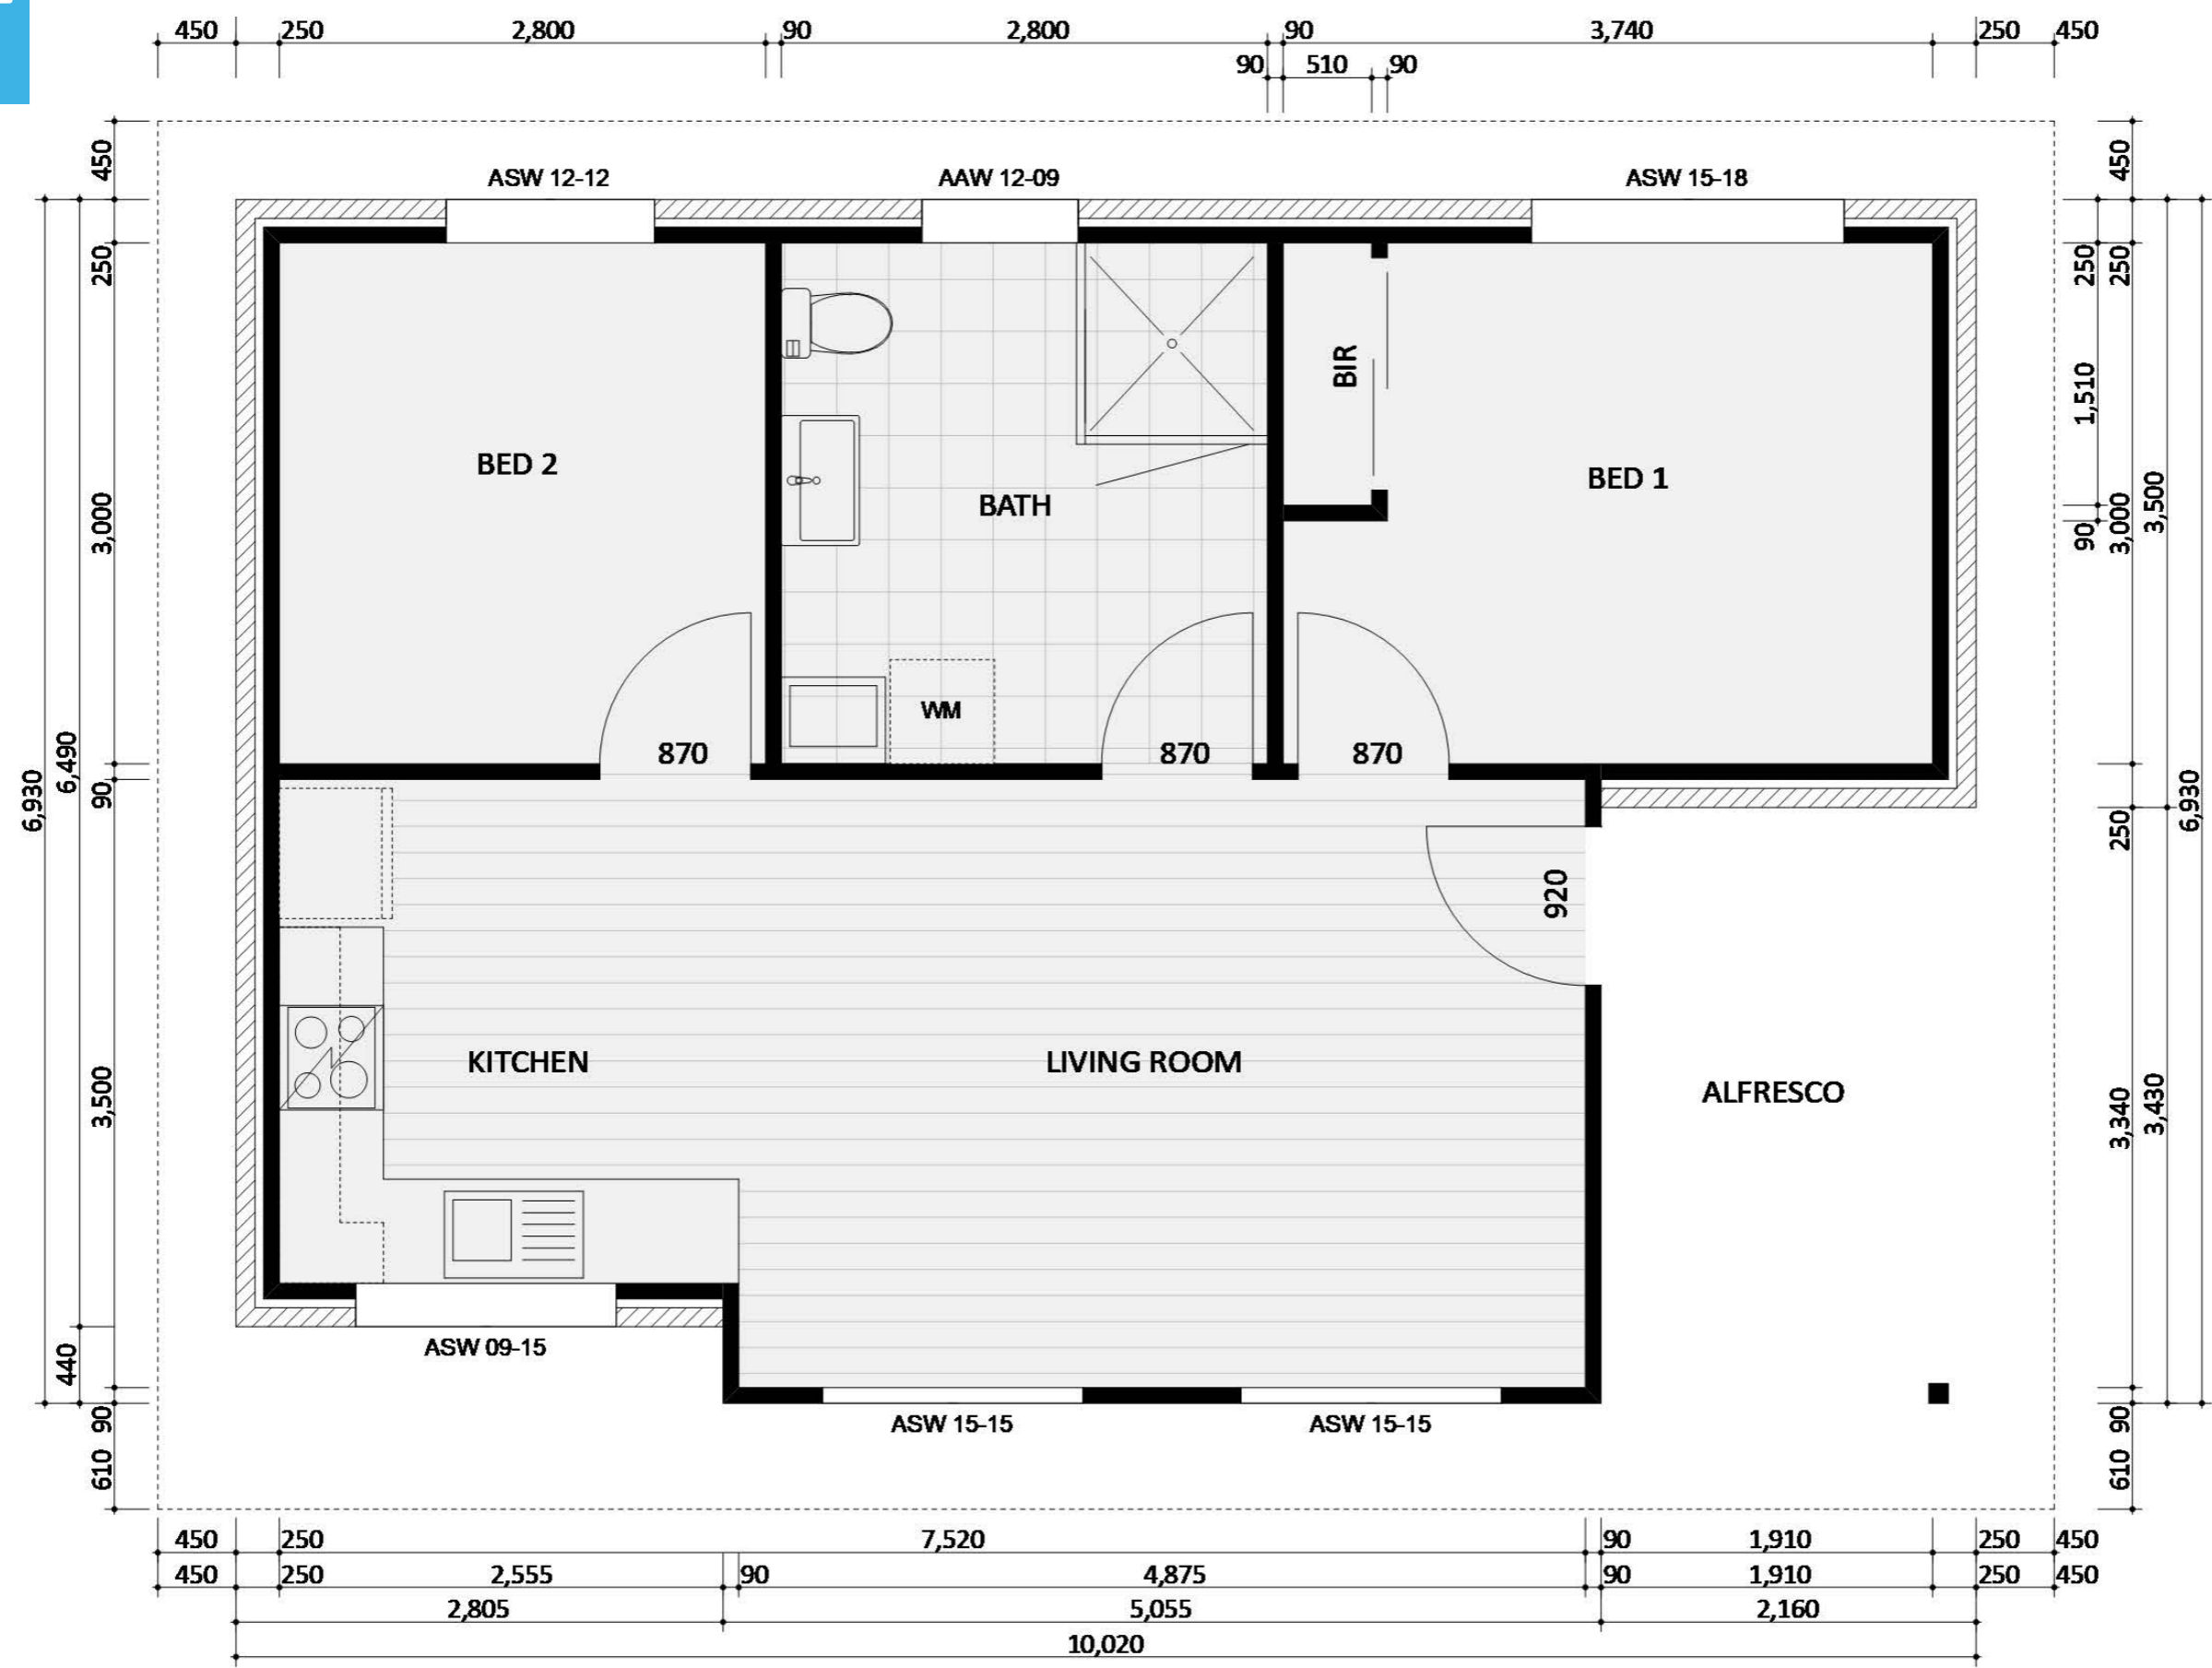 450 250 2,800 90 2,800 90 3,740 250 450
90 510 90
450
250
3,000
90
3,500
90
610
6,490
440
6,930
450
250
3,000
250
3,340
90
610
250
1,510
90
3,500
3,430
6,930
ASW 12-12
AAW 12-09
ASW 15-18
BED 2
BATH
BIR
BED 1
WM
870
870
870
920
KITCHEN
LIVING ROOM
ALFRESCO
ASW 09-15
ASW 15-15
ASW 15-15
450 250 7,520 90 1,910 250 450
450 250 2,555 90 4,875 90 1,910 250 450
2,805 5,055 2,160
10,020